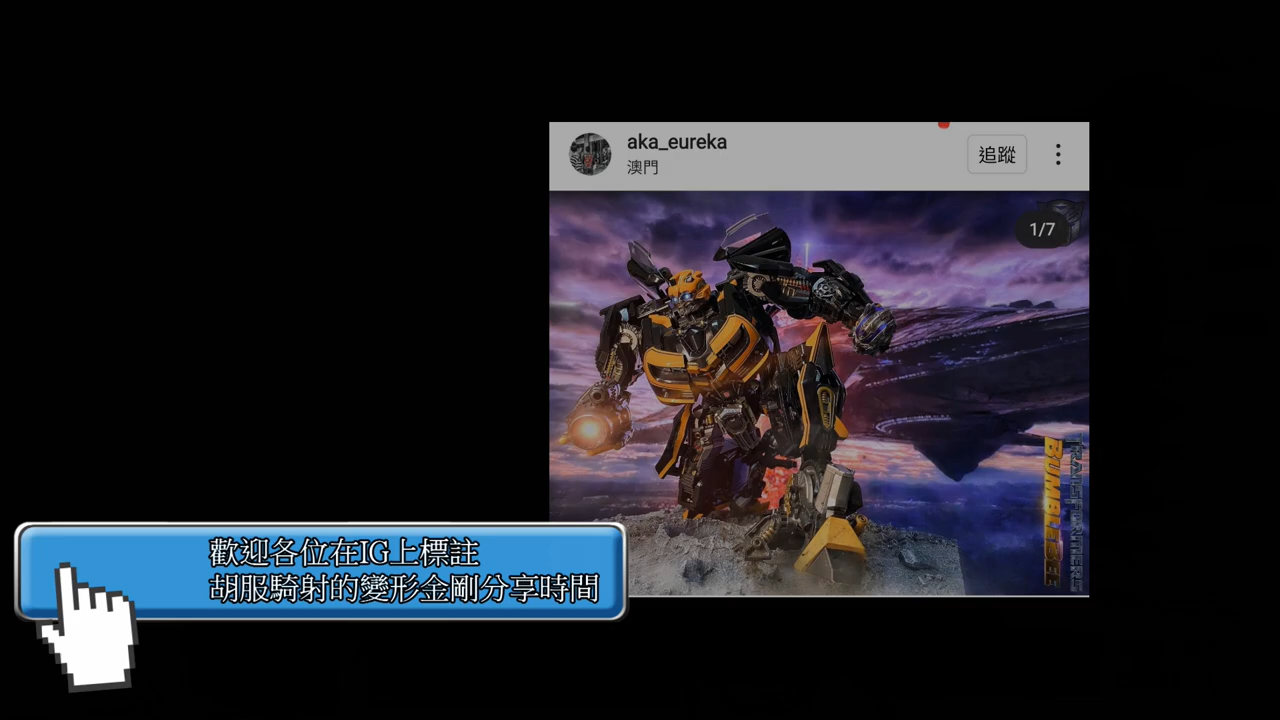 aka_eureka
澳門
追蹤
1/7
TRANSFORMERS
BUMBLEBEE
歡迎各位在IG上標註
胡服騎射的變形金剛分享時間